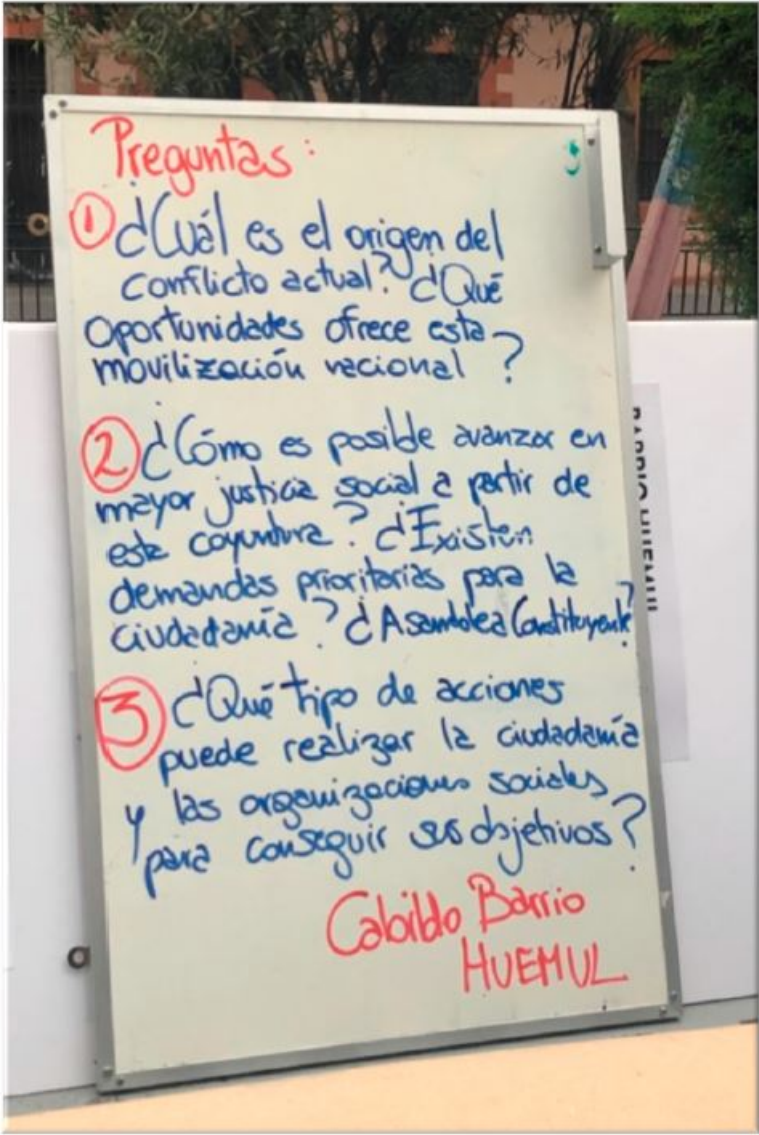 Preguntas:
① ¿Cuál es el origen del
conflicto actual? ¿Qué
oportunidades ofrece esta
movilización nacional?
② ¿Cómo es posible avanzar en
mayor justicia social a partir de
esta coyuntura? ¿Existen
demandas prioritarias para la
ciudadanía? ¿Asamblea Constituyente?
③ ¿Qué tipo de acciones
puede realizar la ciudadanía
y las organizaciones sociales
para conseguir sus objetivos?
Cabildo Barrio
HUEMUL
BARRIO HUEMUL